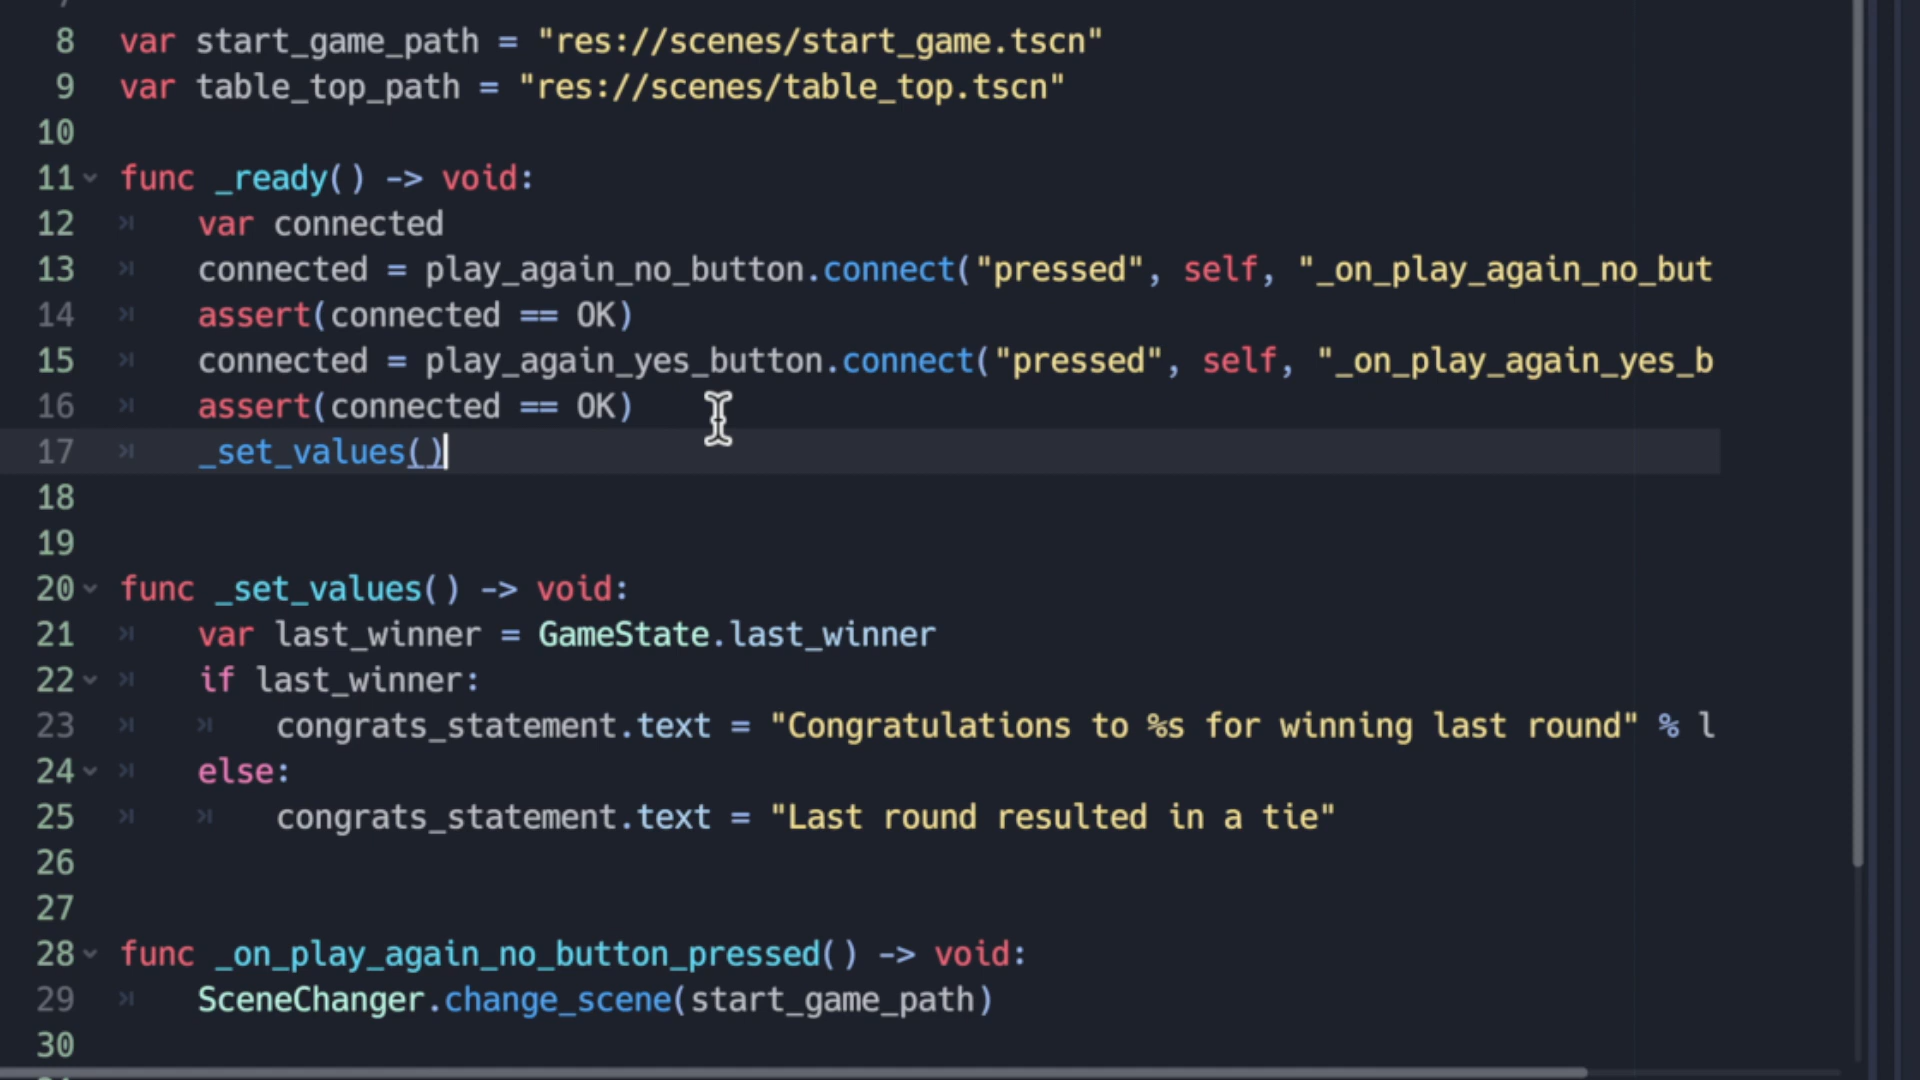 8 var start_game_path = "res://scenes/start_game.tscn"
9 var table_top_path = "res://scenes/table_top.tscn"
10
11 func _ready() -> void:
12 var connected
13 connected = play_again_no_button.connect("pressed", self, "_on_play_again_no_but
14 assert(connected == OK)
15 connected = play_again_yes_button.connect("pressed", self, "_on_play_again_yes_b
16 assert(connected == OK)
17 _set_values()
18
19
20 func _set_values() -> void:
21 var last_winner = GameState.last_winner
22 if last_winner:
23 congrats_statement.text = "Congratulations to %s for winning last round" % l
24 else:
25 congrats_statement.text = "Last round resulted in a tie"
26
27
28 func _on_play_again_no_button_pressed() -> void:
29 SceneChanger.change_scene(start_game_path)
30